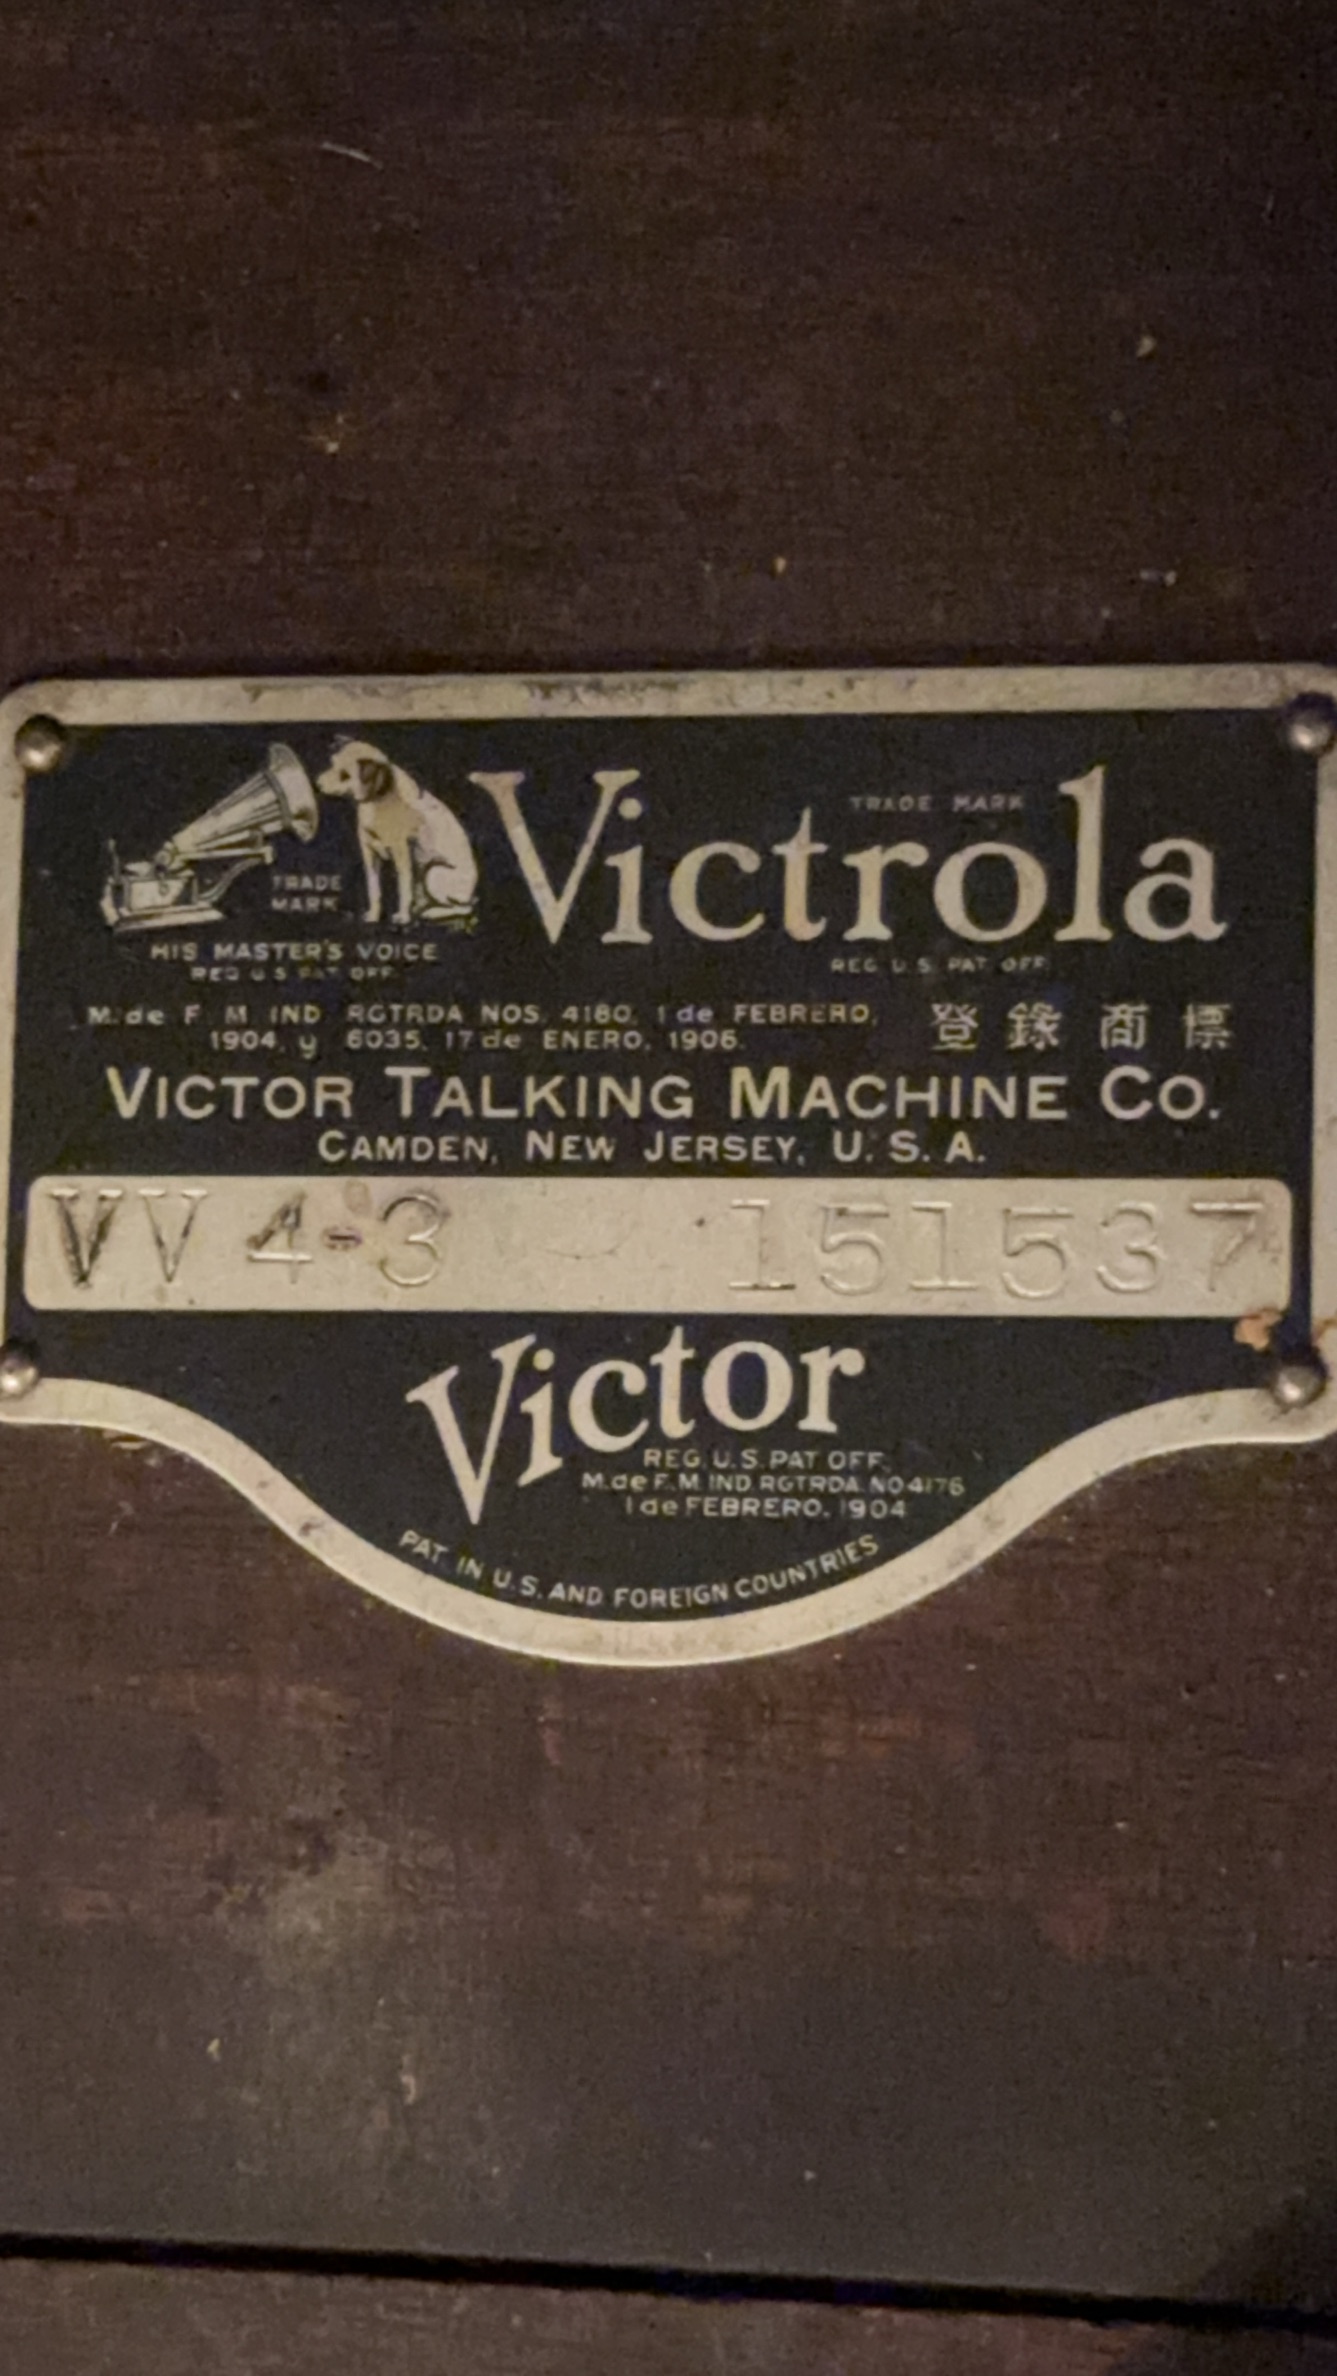 TRADE MARK
Victrola
TRADE
MARK
HIS MASTER'S VOICE
REG U S PAT OFF
REG U.S. PAT OFF
M. de F. M. IND RGTRDA NOS. 4180, 1 de FEBRERO,
1904, y 6035, 17 de ENERO, 1906.
登 錄 商 標
VICTOR TALKING MACHINE CO.
CAMDEN, NEW JERSEY, U. S. A.
VV 4-3 151537
Victor
REG. U.S. PAT OFF.
M. de F. M. IND RGTRDA. NO 4176
1 de FEBRERO, 1904
PAT. IN U.S. AND FOREIGN COUNTRIES